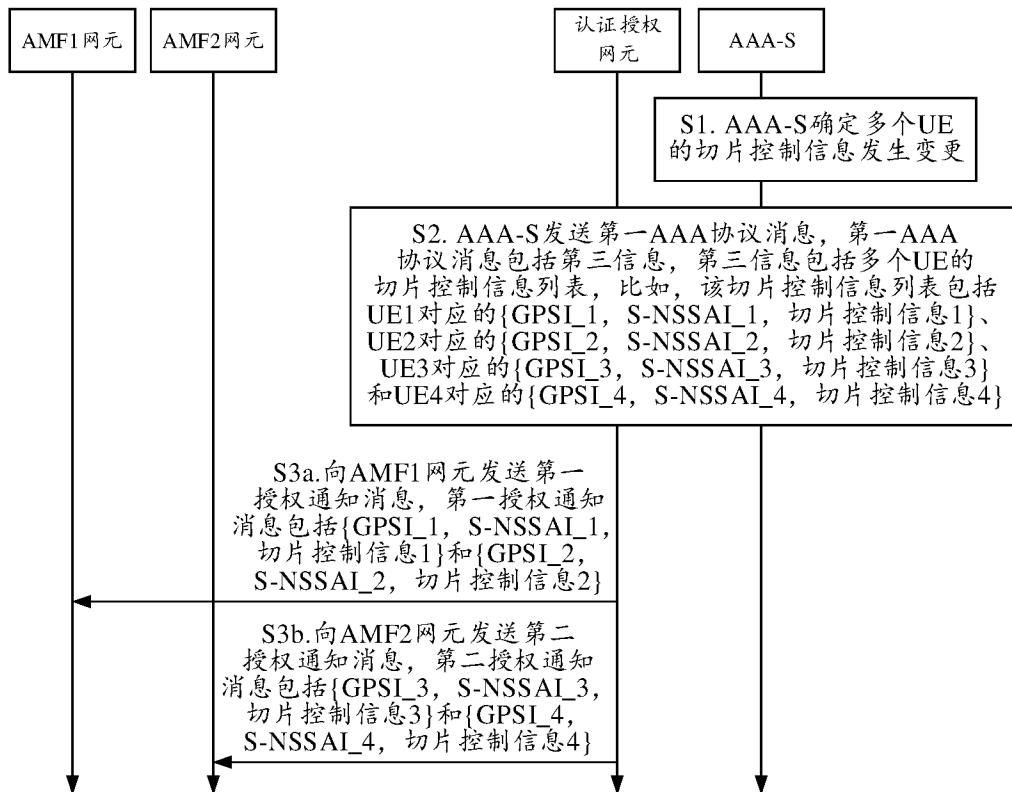 AMF1网元
AMF2网元
认证授权
网元
AAA-S
S1. AAA-S确定多个UE
的切片控制信息发生变更
S2. AAA-S发送第一AAA协议消息，第一AAA
协议消息包括第三信息，第三信息包括多个UE的
切片控制信息列表，比如，该切片控制信息列表包括
UE1对应的{GPSI_1，S-NSSAI_1，切片控制信息1}、
UE2对应的{GPSI_2，S-NSSAI_2，切片控制信息2}、
UE3对应的{GPSI_3，S-NSSAI_3，切片控制信息3}
和UE4对应的{GPSI_4，S-NSSAI_4，切片控制信息4}
S3a.向AMF1网元发送第一
授权通知消息，第一授权通知
消息包括{GPSI_1，S-NSSAI_1，
切片控制信息1}和{GPSI_2，
S-NSSAI_2，切片控制信息2}
S3b.向AMF2网元发送第二
授权通知消息，第二授权通知
消息包括{GPSI_3，S-NSSAI_3，
切片控制信息3}和{GPSI_4，
S-NSSAI_4，切片控制信息4}